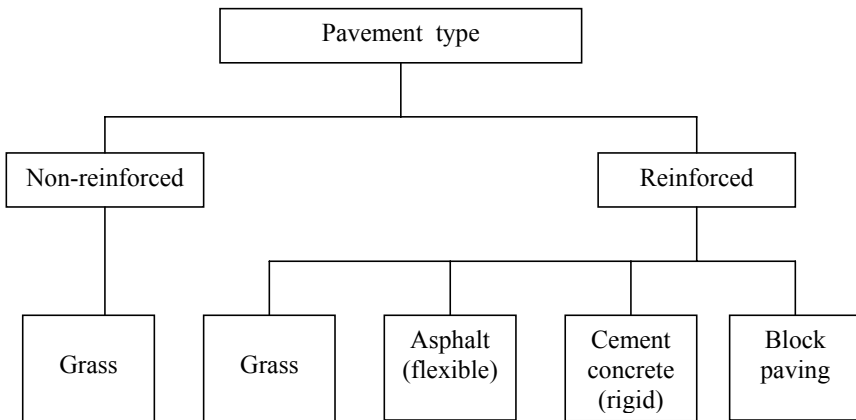 Pavement type
Non-reinforced
Reinforced
Grass
Grass
Asphalt
(flexible)
Cement
concrete
(rigid)
Block
paving